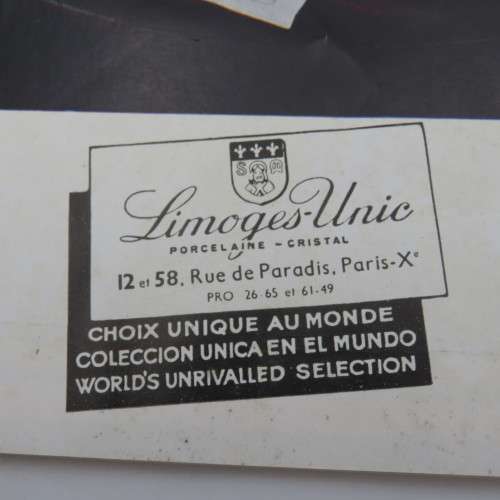 S R
Limoges-Unic
PORCELAINE - CRISTAL
12 et 58, Rue de Paradis, Paris-Xe
PRO 26 65 et 61-49
CHOIX UNIQUE AU MONDE
COLECCION UNICA EN EL MUNDO
WORLD'S UNRIVALLED SELECTION